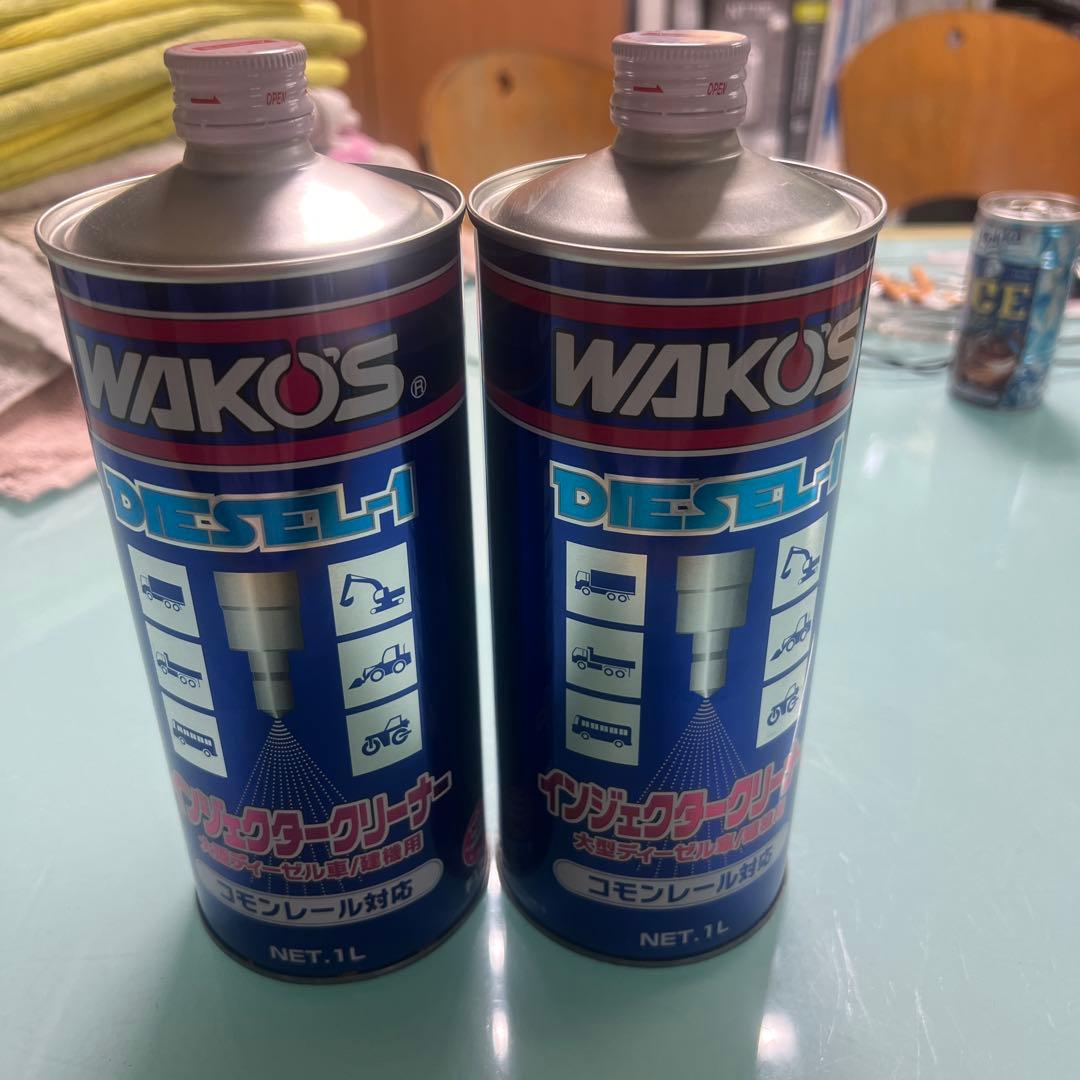 OPEN
WAKO'S®
DIESEL-1
インジェクタークリーナー
大型ディーゼル車/建機用
コモンレール対応
NET.1L
OPEN
WAKO'S
DIESEL-1
インジェクタークリーナ
大型ディーゼル車/建機
コモンレール対応
NET.1L
pokka
ICE